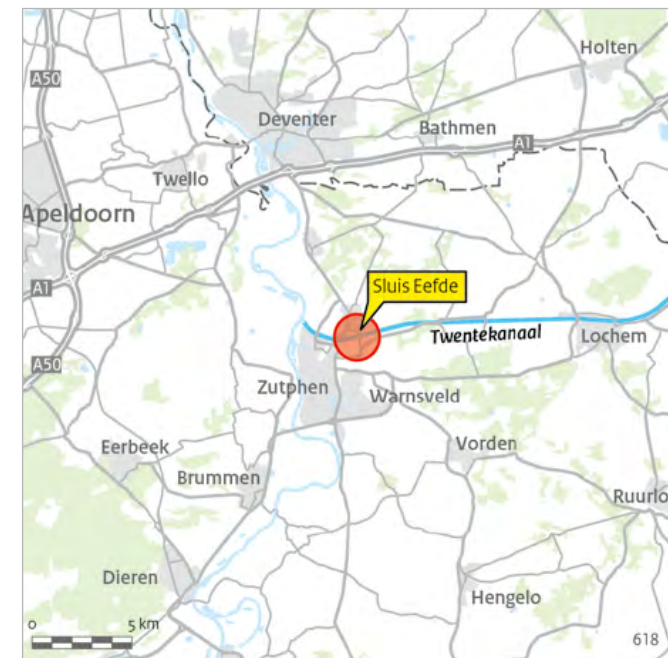 Holten
A50
Deventer
Bathmen
A1
Twello
Apeldoorn
A1
Sluis Eefde
Twentekanaal
Lochem
A50
Zutphen
Warnsveld
Eerbeek
Vorden
Brummen
Ruurlo
Dieren
Hengelo
0 5 km
618